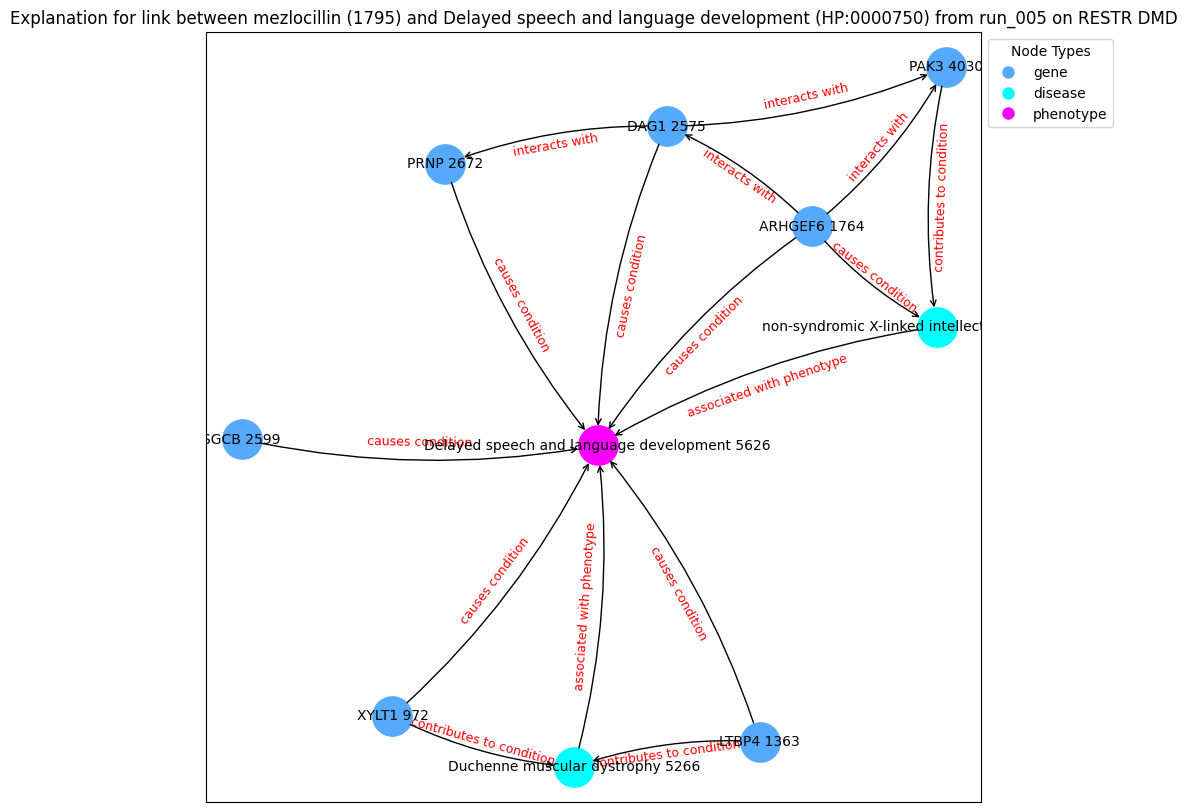 Explanation for link between mezlocillin (1795) and Delayed speech and language development (HP:0000750) from run_005 on RESTR DMD
Node Types
gene
disease
phenotype
PAK3 4030
interacts with
DAG1 2575
interacts with
PRNP 2672
interacts with
interacts with
contributes to condition
ARHGEF6 1764
causes condition
causes condition
causes condition
causes condition
non-syndromic X-linked intellect
associated with phenotype
SGCB 2599
causes condition
Delayed speech and language development 5626
causes condition
associated with phenotype
causes condition
XYLT1 972
contributes to condition
LTBP4 1363
contributes to condition
Duchenne muscular dystrophy 5266